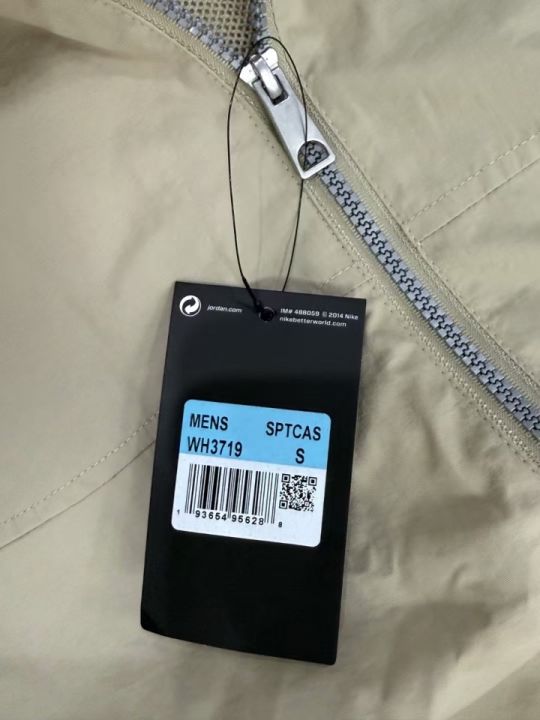 jordan.com
IM# 488059 © 2014 Nike
nikebetterworld.com
MENS SPTCAS
WH3719 S
1 93654 95628 8